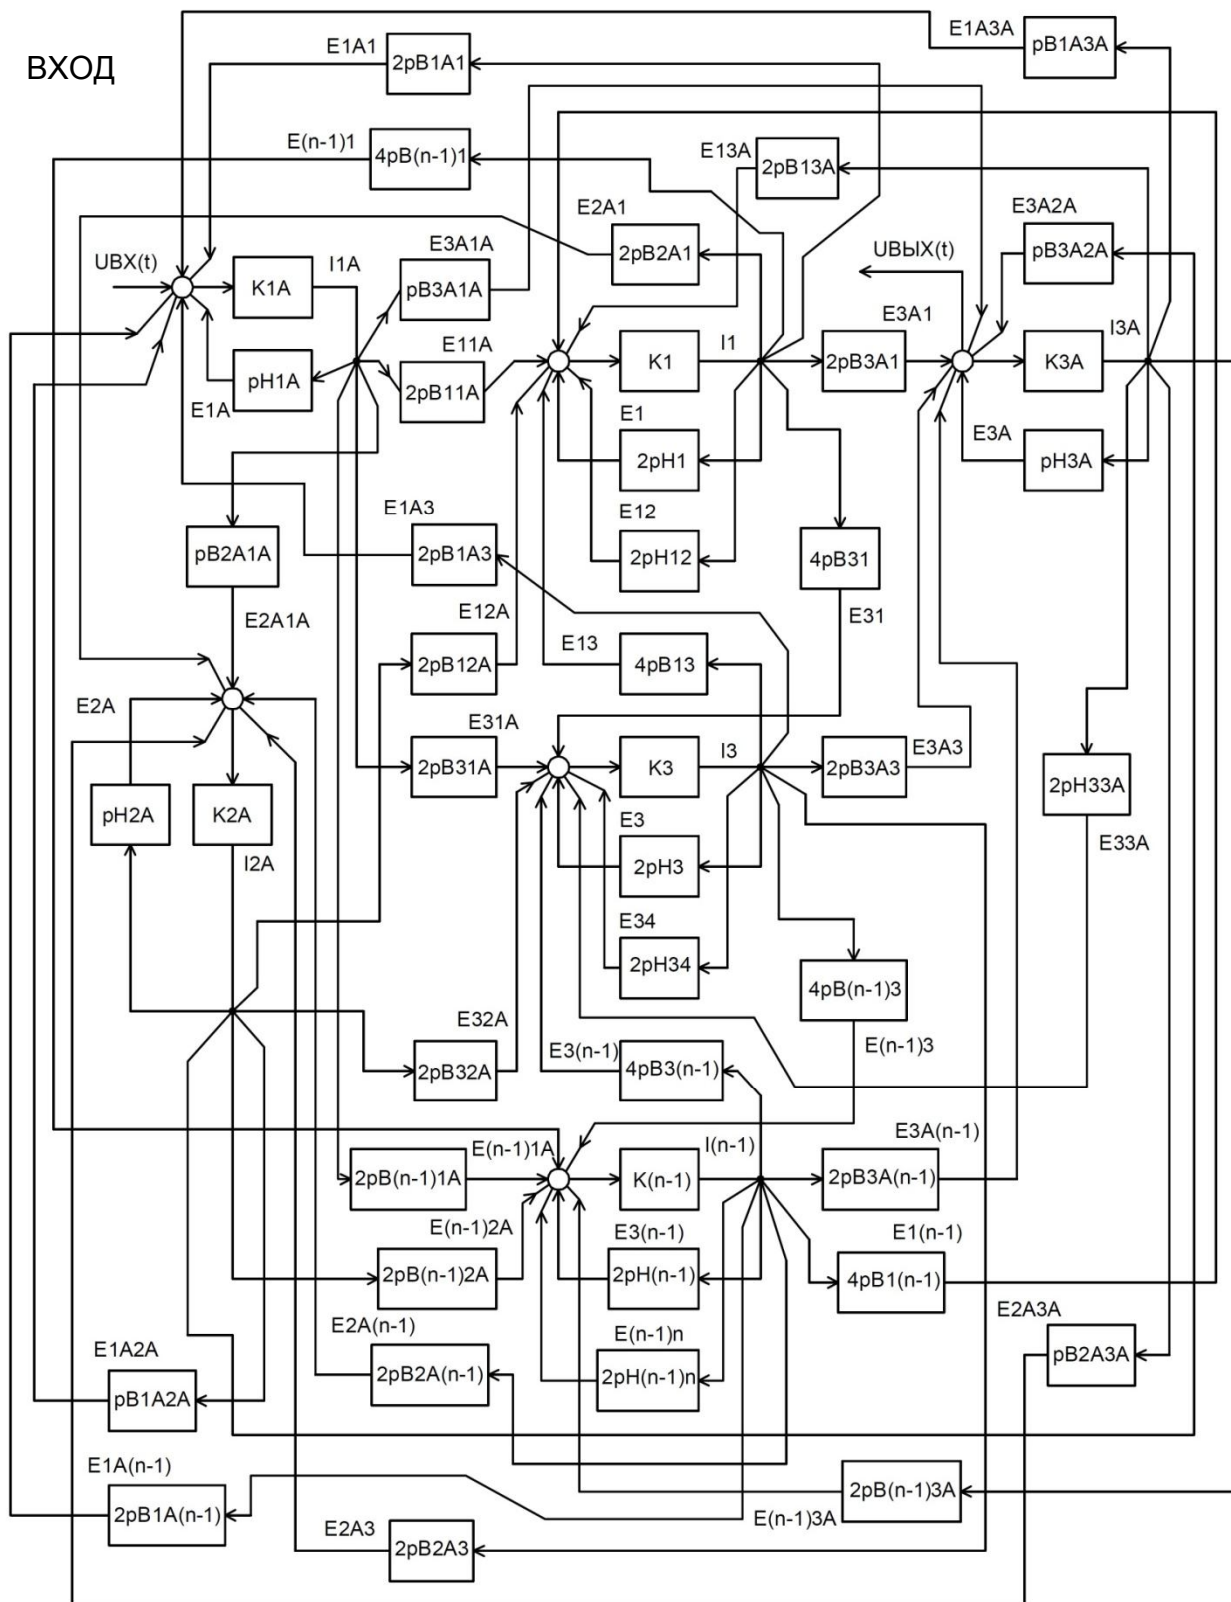 E1A3A
pB1A3A
E1A1
2pB1A1
ВХОД
E(n-1)1
4pB(n-1)1
E13A
2pB13A
E2A1
2pB2A1
E3A2A
pB3A2A
UBX(t)
I1A
K1A
E3A1A
pB3A1A
UBЫX(t)
E11A
2pB11A
pH1A
E1A
I1
K1
E3A1
2pB3A1
I3A
K3A
E1
2pH1
E3A
pH3A
E1A3
2pB1A3
E12
2pH12
4pB31
E31
pB2A1A
E2A1A
E12A
2pB12A
E13
4pB13
E2A
E31A
2pB31A
I3
K3
2pB3A3
E3A3
2pH33A
E33A
pH2A
K2A
I2A
E3
2pH3
E34
2pH34
4pB(n-1)3
E(n-1)3
E32A
2pB32A
E3(n-1)
4pB3(n-1)
E(n-1)1A
2pB(n-1)1A
I(n-1)
K(n-1)
E3A(n-1)
2pB3A(n-1)
E(n-1)2A
2pB(n-1)2A
E3(n-1)
2pH(n-1)
E1(n-1)
4pB1(n-1)
E2A(n-1)
2pB2A(n-1)
E(n-1)n
2pH(n-1)n
E2A3A
pB2A3A
E1A2A
pB1A2A
E1A(n-1)
2pB1A(n-1)
2pB(n-1)3A
E(n-1)3A
E2A3
2pB2A3